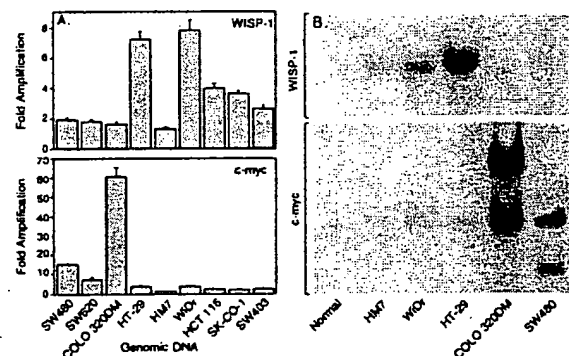 A.
WISP-1
Fold Amplification
8
6
4
2
0
c-myc
Fold Amplification
75
60
50
40
30
20
10
0
SW480
SW620
COLO 320DM
HT-29
HM7
WiDr
HCT 116
SK-CO-1
SW403
Genomic DNA
B.
WISP-1
c-myc
Normal
HM7
WiDr
HT-29
COLO 320DM
SW480